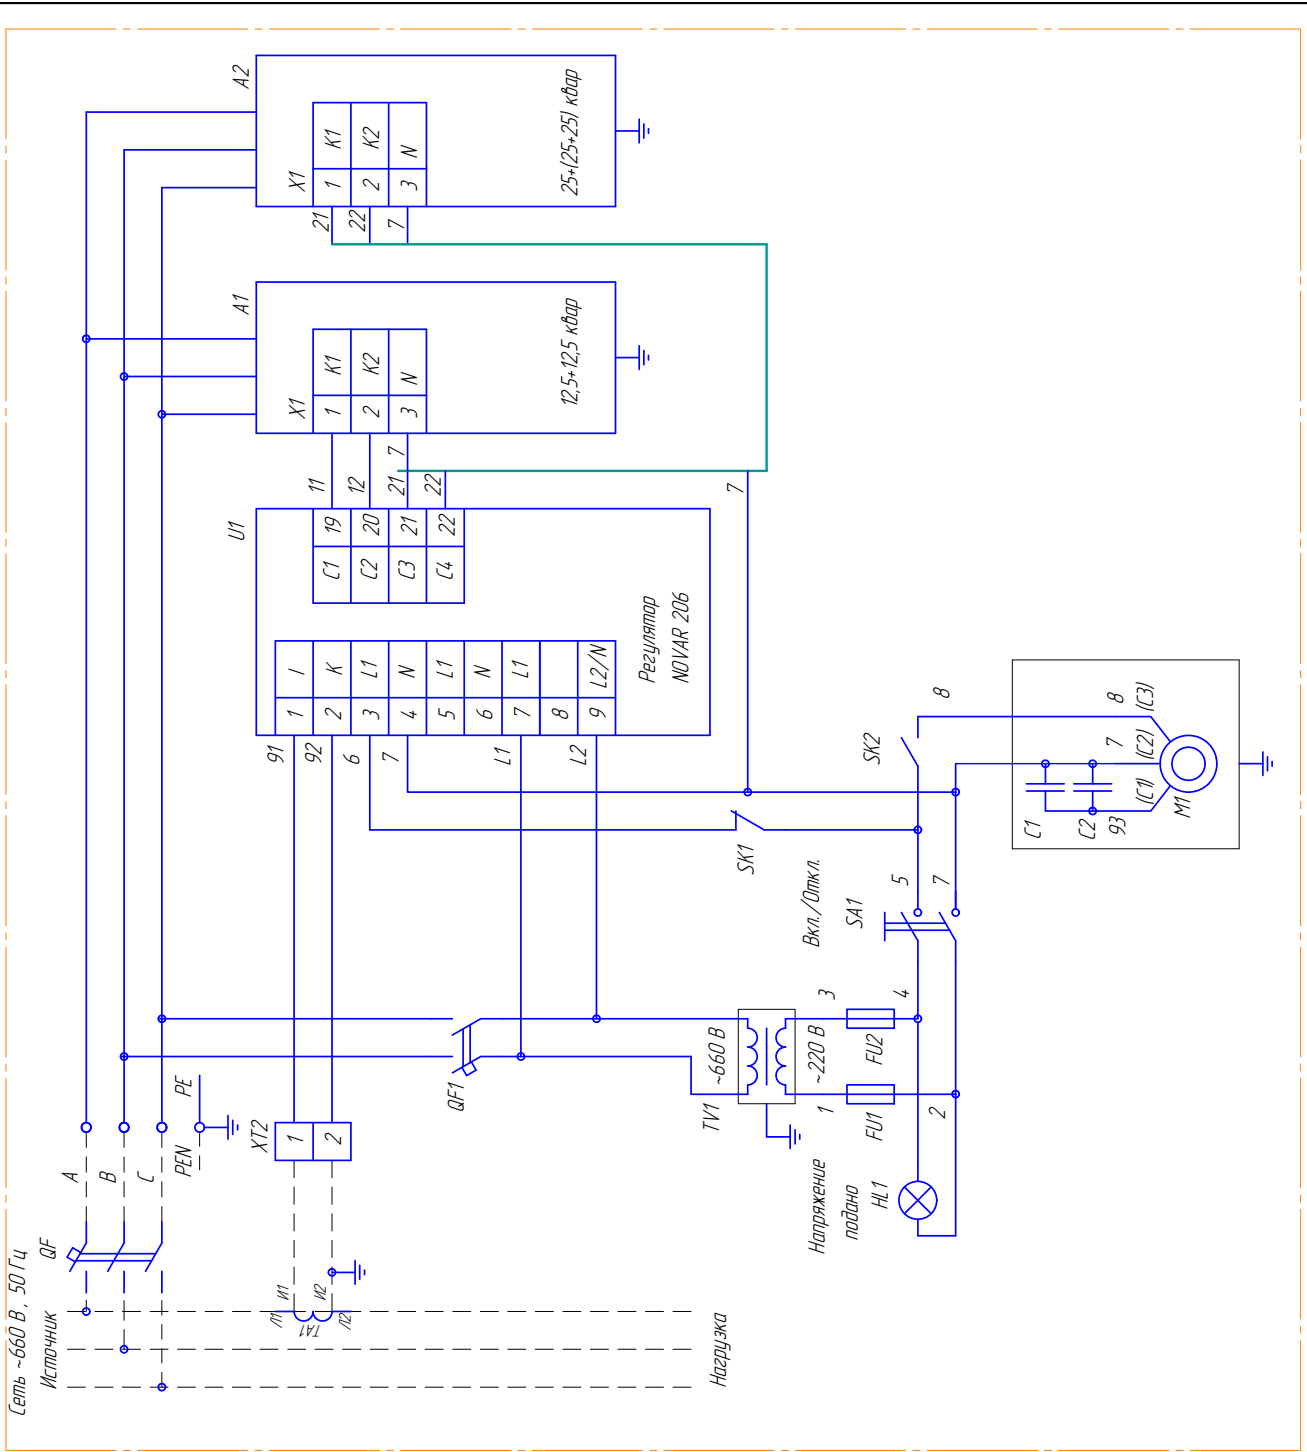 Сеть ~660 В , 50 Гц
Источник
QF
A
B
C
PEN
PE
Л1
И1
TA1
И2
Л2
Нагрузка
XT2
1
2
QF1
91
92
6
7
L1
L2
U1
1 I
2 K
3 L1
4 N
5 L1
6 N
7 L1
8
9 L2/N
C1 19
C2 20
C3 21
C4 22
Регулятор
NOVAR 206
11
12
21
22
7
7
A1
X1
1 K1
2 K2
3 N
12,5+12,5 квар
21
22
7
A2
X1
1 K1
2 K2
3 N
25+(25+25) квар
TV1
~660 В
~220 В
1
3
FU1
FU2
2
4
Напряжение
подано
HL1
Вкл./Откл.
SA1
5
7
SK1
SK2
8
C1
C2
93
7
8
(C1)
(C2)
(C3)
M1